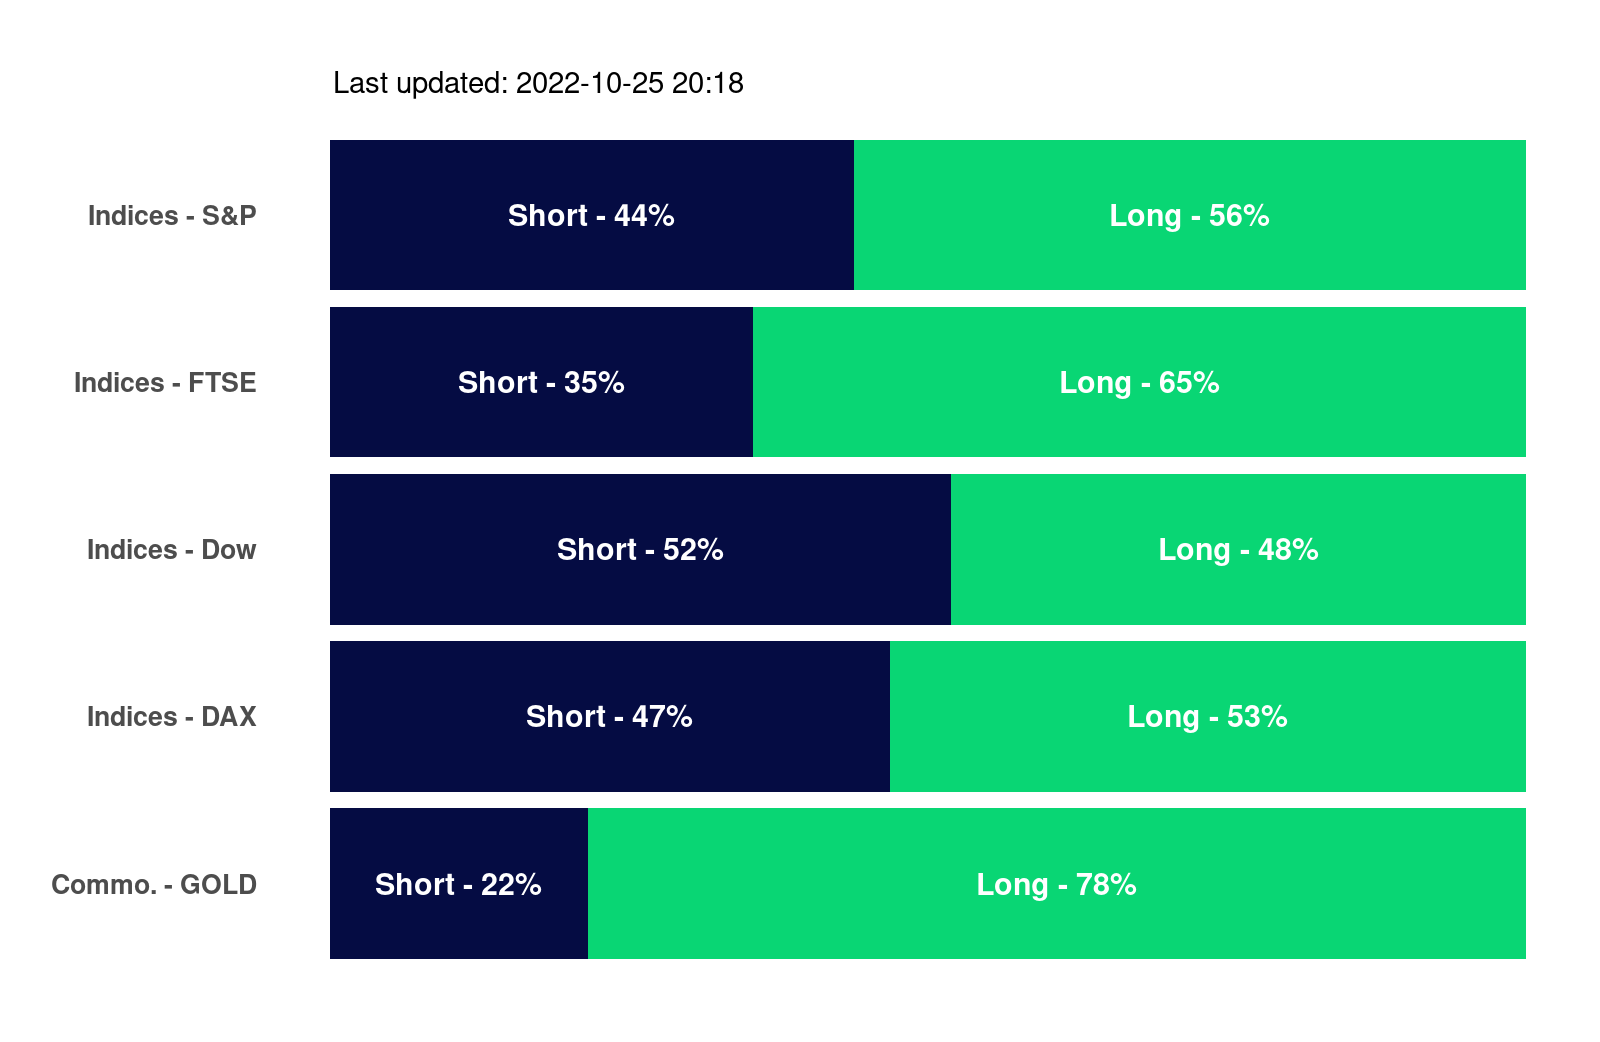 Last updated: 2022-10-25 20:18
Indices - S&P Short - 44% Long - 56%
Indices - FTSE Short - 35% Long - 65%
Indices - Dow Short - 52% Long - 48%
Indices - DAX Short - 47% Long - 53%
Commo. - GOLD Short - 22% Long - 78%